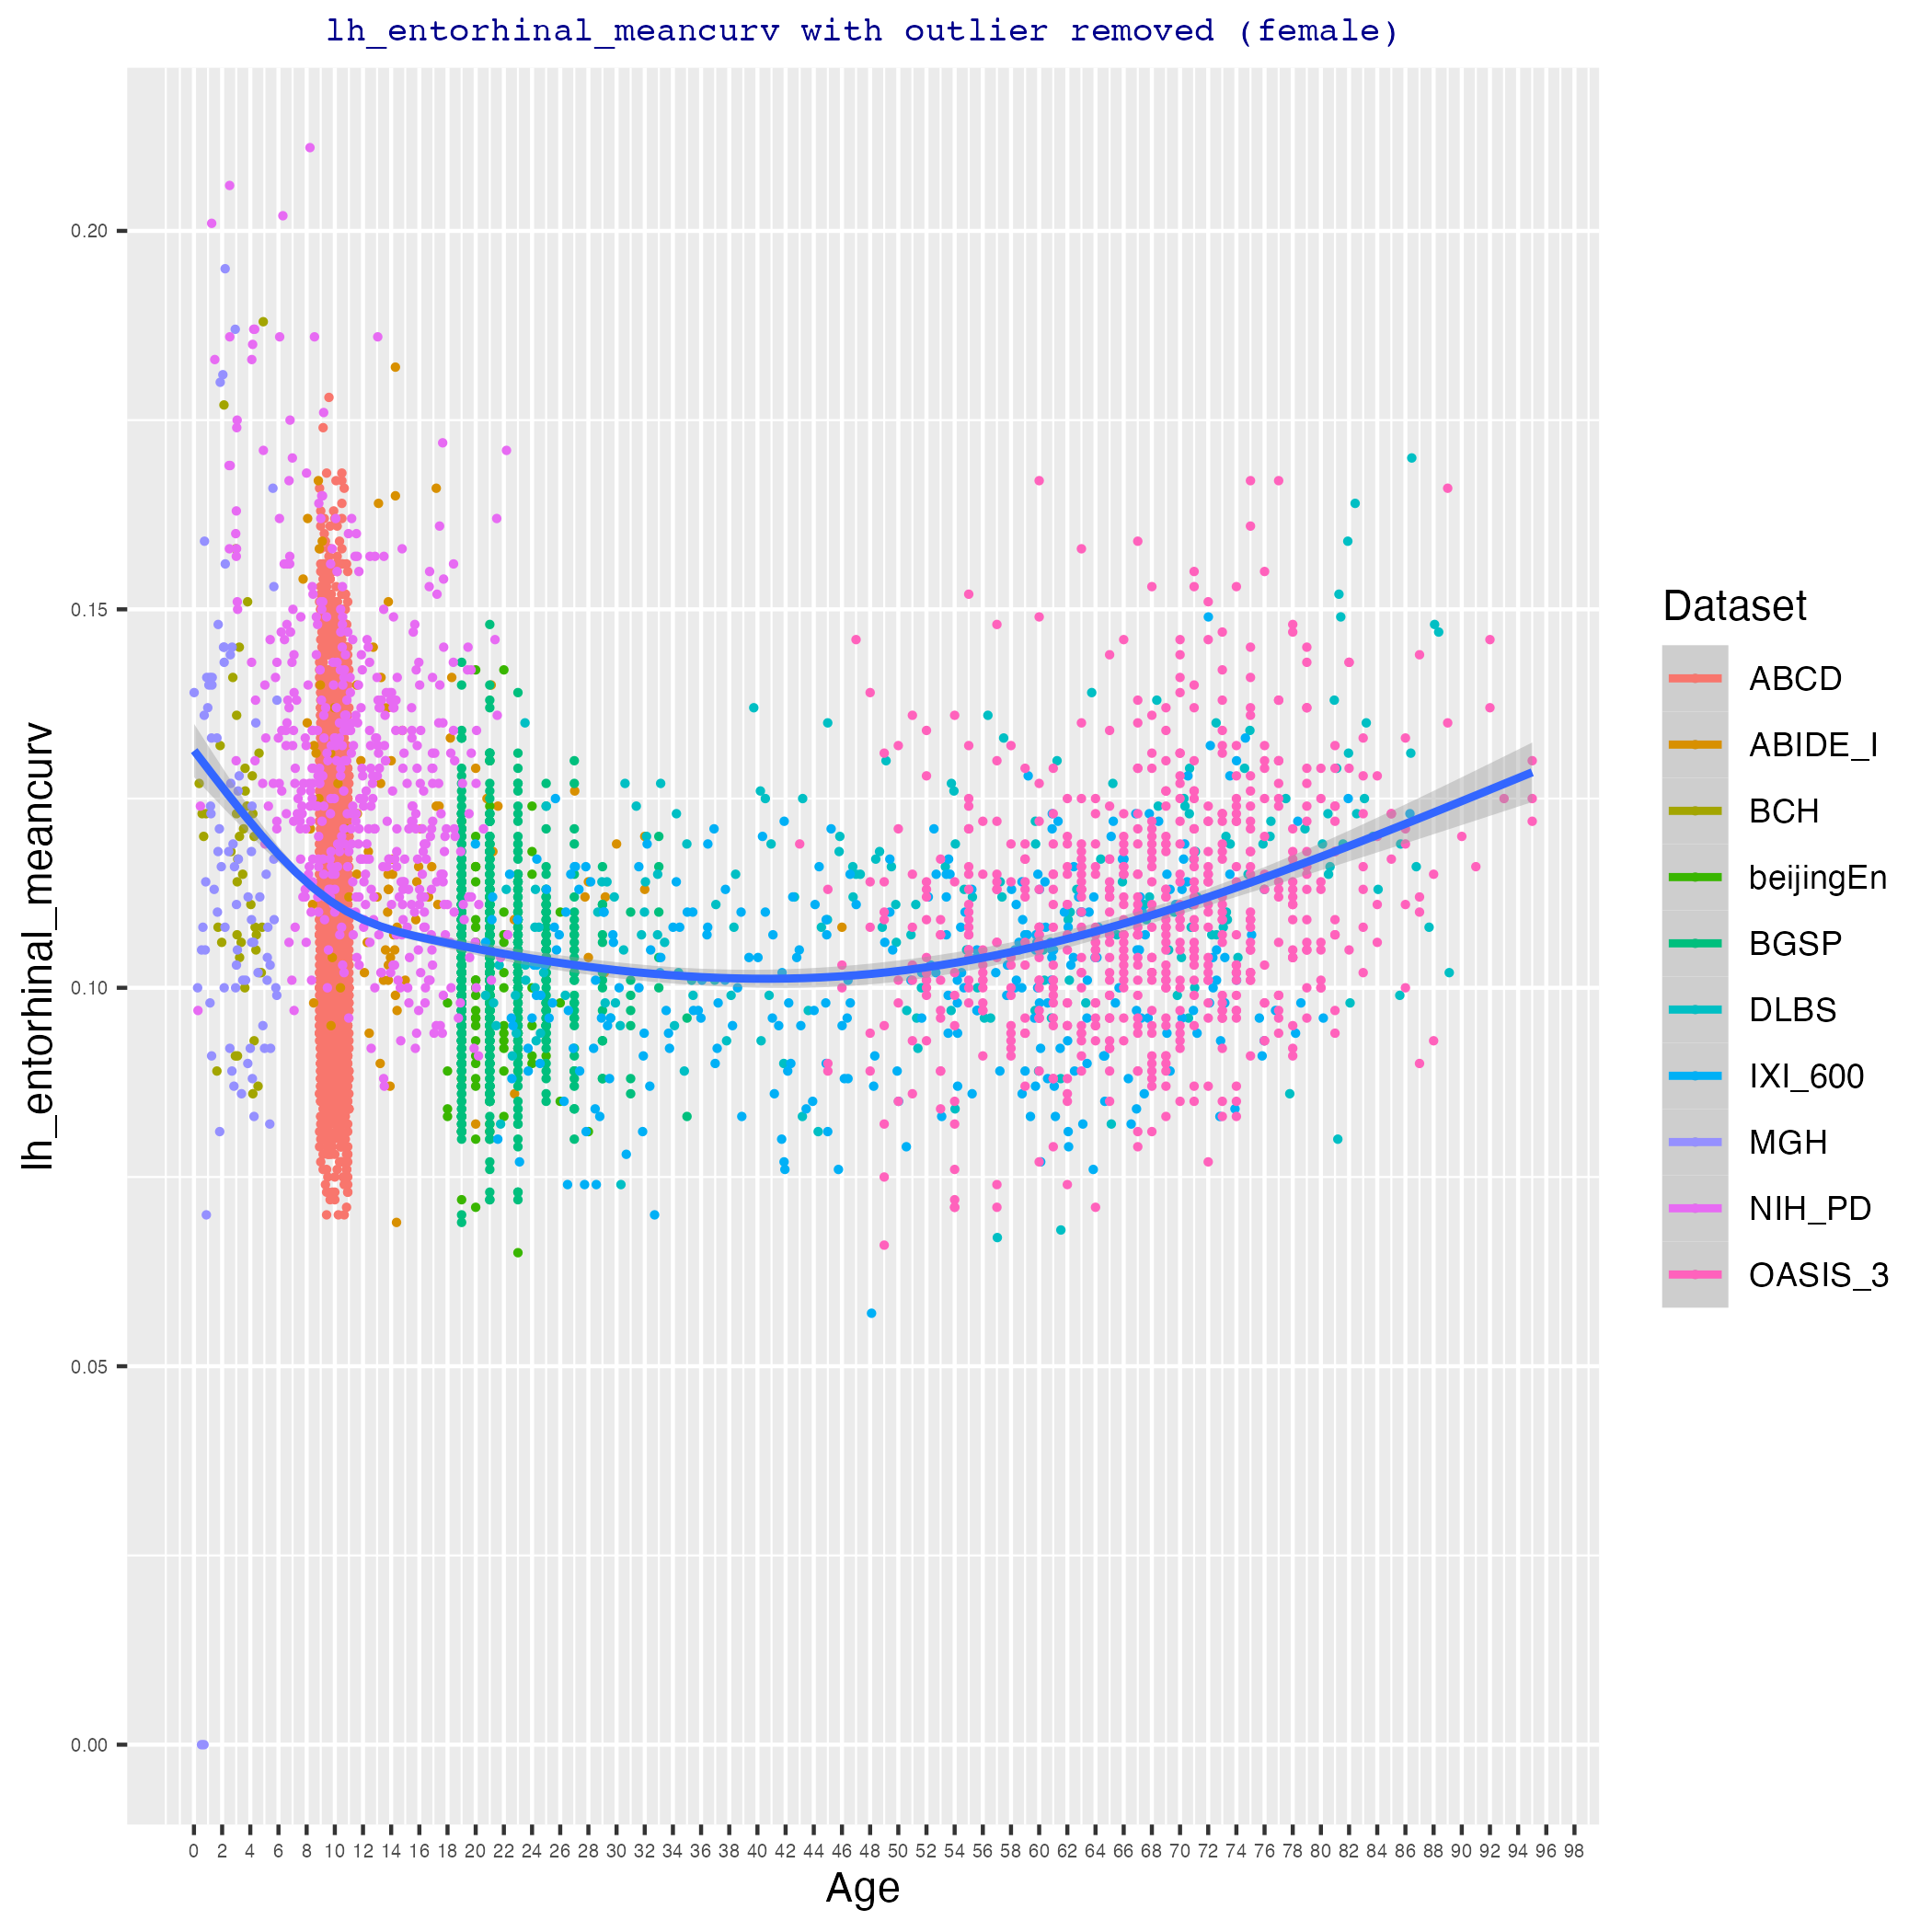 lh_entorhinal_meancurv with outlier removed (female)
lh_entorhinal_meancurv
0.20
0.15
0.10
0.05
0.00
0 2 4 6 8 10 12 14 16 18 20 22 24 26 28 30 32 34 36 38 40 42 44 46 48 50 52 54 56 58 60 62 64 66 68 70 72 74 76 78 80 82 84 86 88 90 92 94 96 98
Age
Dataset
ABCD
ABIDE_I
BCH
beijingEn
BGSP
DLBS
IXI_600
MGH
NIH_PD
OASIS_3